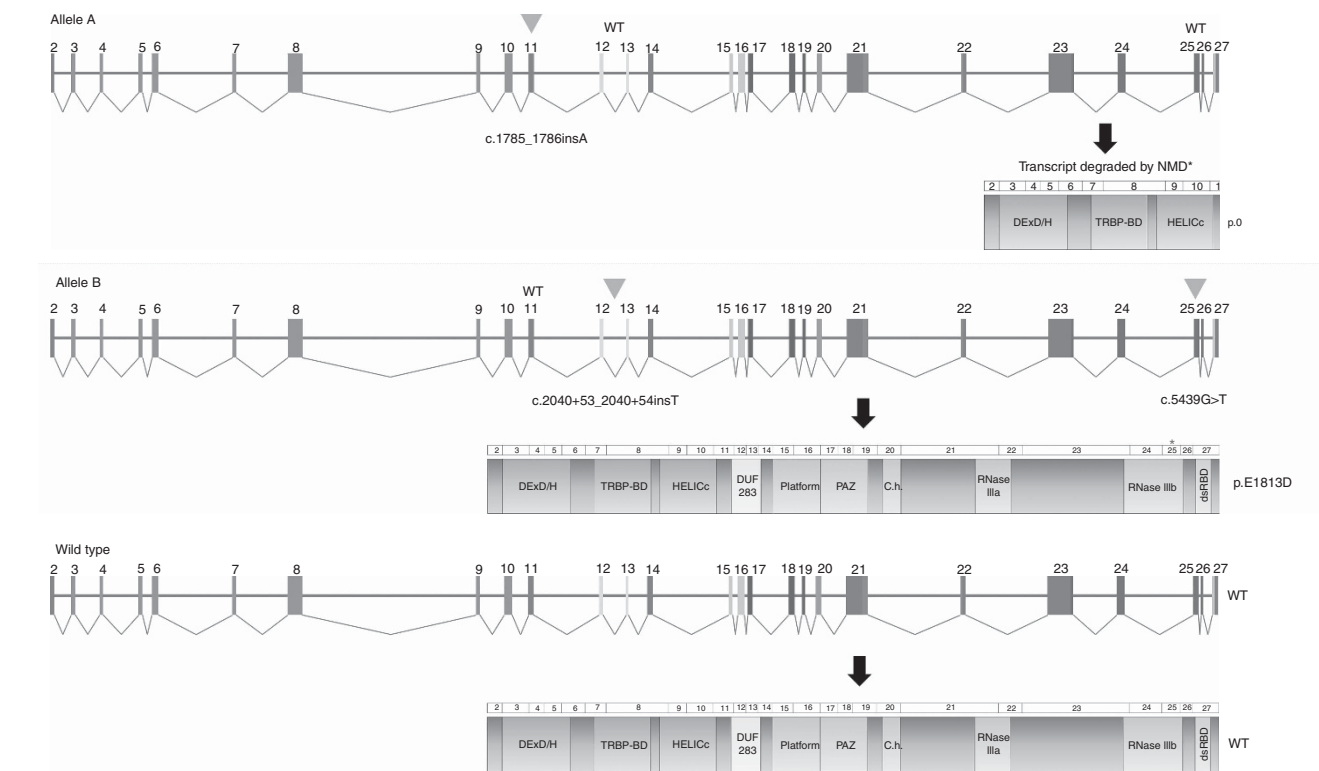 Allele A
WT WT
2 3 4 5 6 7 8 9 10 11 12 13 14 15 16 17 18 19 20 21 22 23 24 25 26 27
c.1785_1786insA
Transcript degraded by NMD*
2 3 4 5 6 7 8 9 10 1
DExD/H TRBP-BD HELICc p.0
Allele B
WT
2 3 4 5 6 7 8 9 10 11 12 13 14 15 16 17 18 19 20 21 22 23 24 25 26 27
c.2040+53_2040+54insT c.5439G>T
*
2 3 4 5 6 7 8 9 10 11 12 13 14 15 16 17 18 19 20 21 22 23 24 25 26 27
DExD/H TRBP-BD HELICc DUF 283 Platform PAZ C.h. RNase IIIa RNase IIIb dsRBD p.E1813D
Wild type
2 3 4 5 6 7 8 9 10 11 12 13 14 15 16 17 18 19 20 21 22 23 24 25 26 27
WT
2 3 4 5 6 7 8 9 10 11 12 13 14 15 16 17 18 19 20 21 22 23 24 25 26 27
DExD/H TRBP-BD HELICc DUF 283 Platform PAZ C.h. RNase IIIa RNase IIIb dsRBD WT